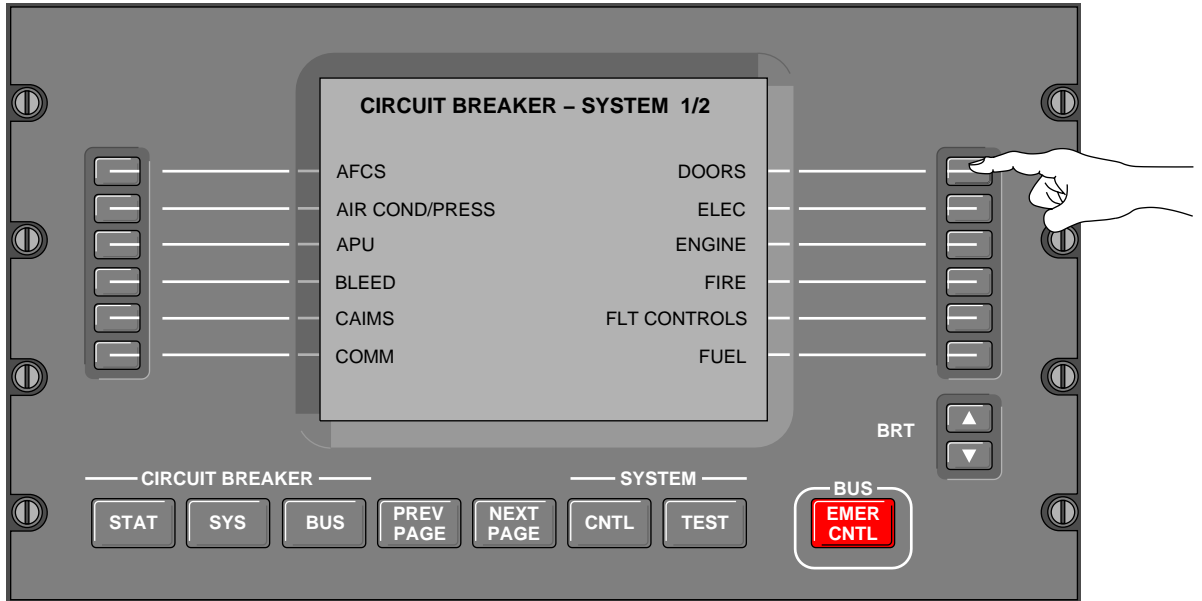 CIRCUIT BREAKER – SYSTEM 1/2
AFCS DOORS
AIR COND/PRESS ELEC
APU ENGINE
BLEED FIRE
CAIMS FLT CONTROLS
COMM FUEL
BRT
CIRCUIT BREAKER SYSTEM
BUS
STAT SYS BUS PREV PAGE NEXT PAGE CNTL TEST EMER CNTL